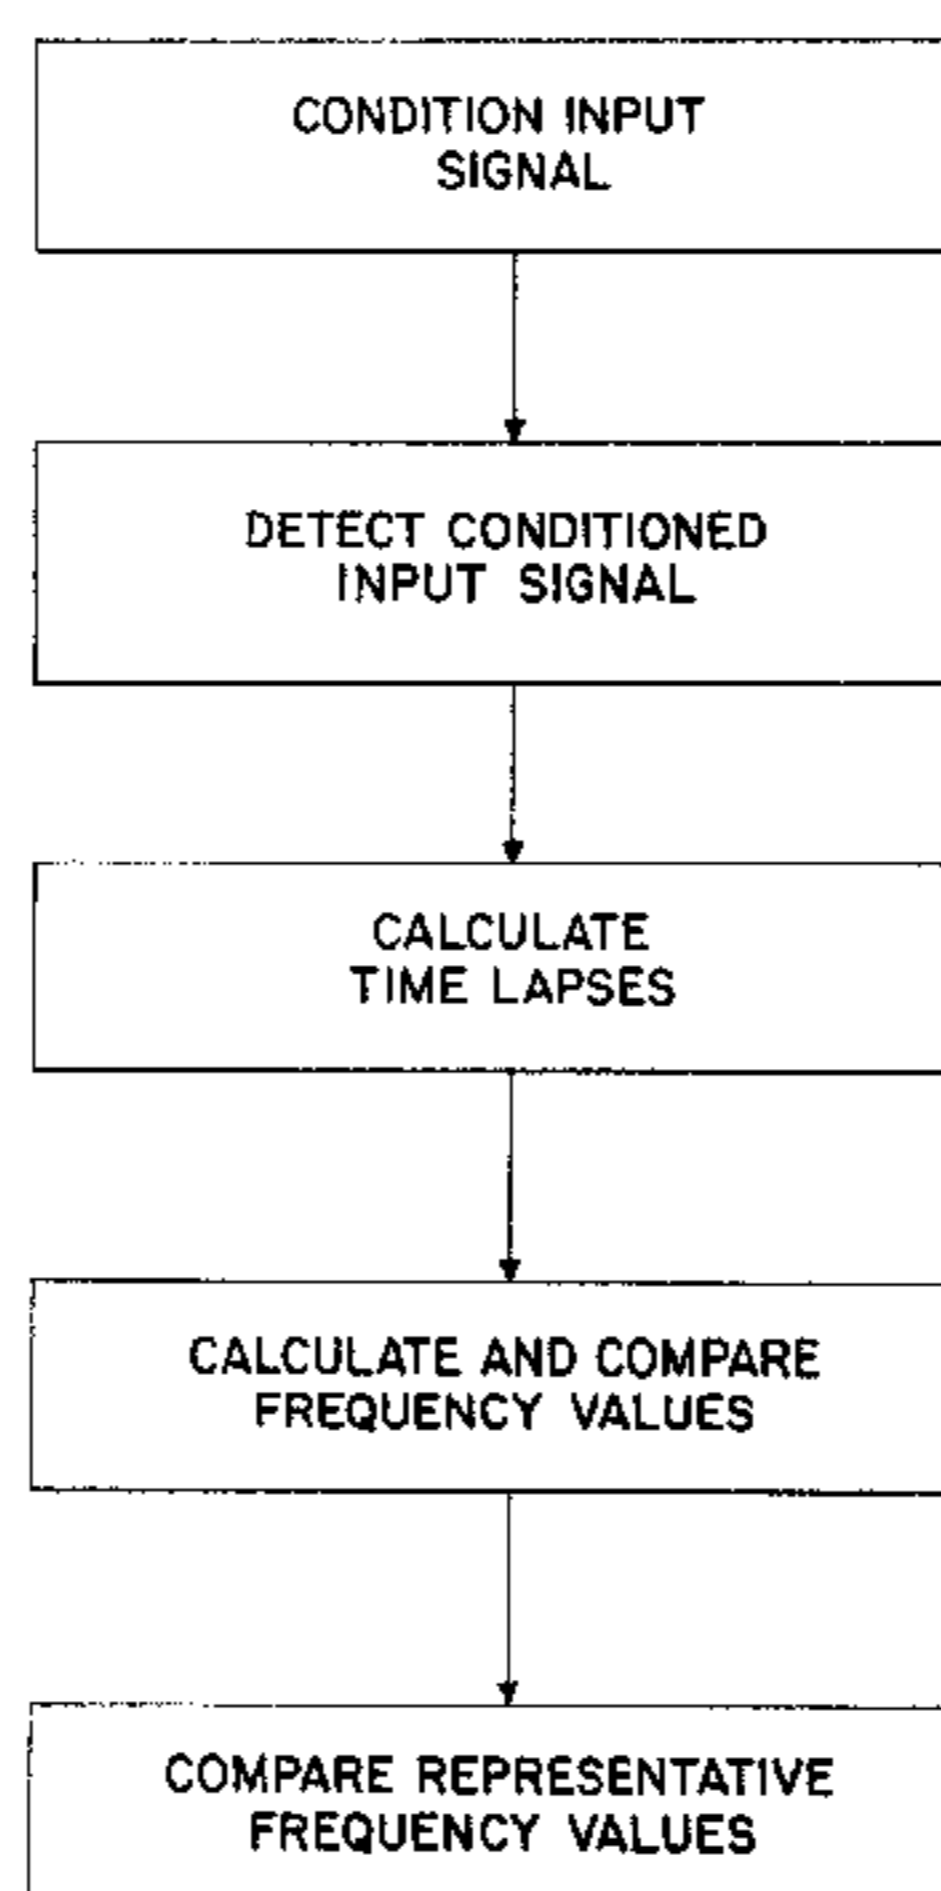 CONDITION INPUT
SIGNAL
DETECT CONDITIONED
INPUT SIGNAL
CALCULATE
TIME LAPSES
CALCULATE AND COMPARE
FREQUENCY VALUES
COMPARE REPRESENTATIVE
FREQUENCY VALUES